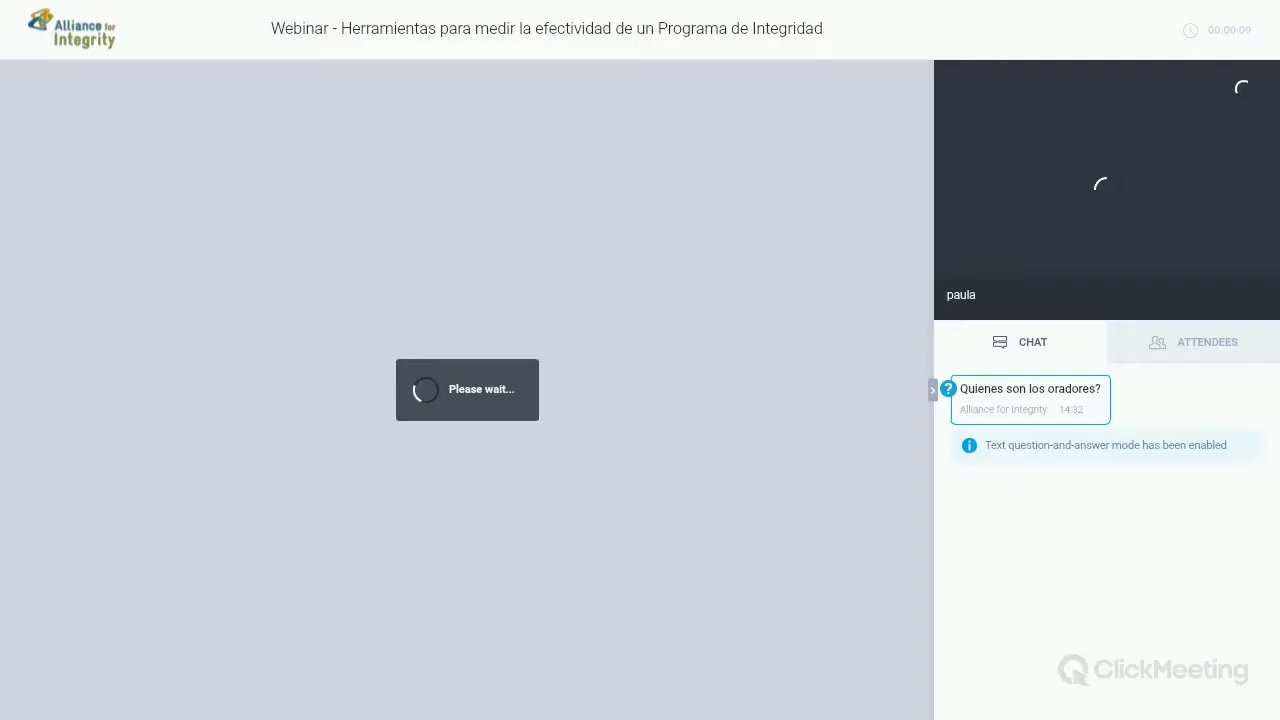 Alliance for
Integrity
Webinar - Herramientas para medir la efectividad de un Programa de Integridad
00:00:09
paula
CHAT
ATTENDEES
Please wait...
Quienes son los oradores?
Alliance for Integrity 14:32
Text question-and-answer mode has been enabled
ClickMeeting